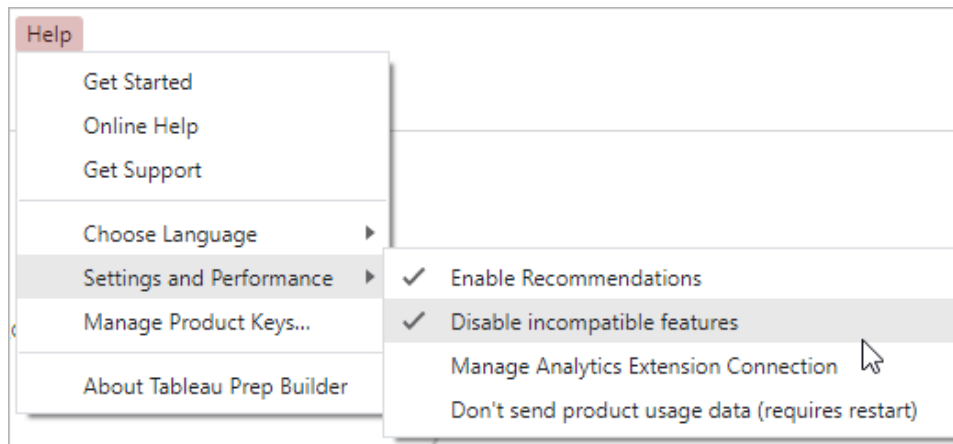 Help
Get Started
Online Help
Get Support
Choose Language
Settings and Performance
Manage Product Keys...
About Tableau Prep Builder
Enable Recommendations
Disable incompatible features
Manage Analytics Extension Connection
Don't send product usage data (requires restart)